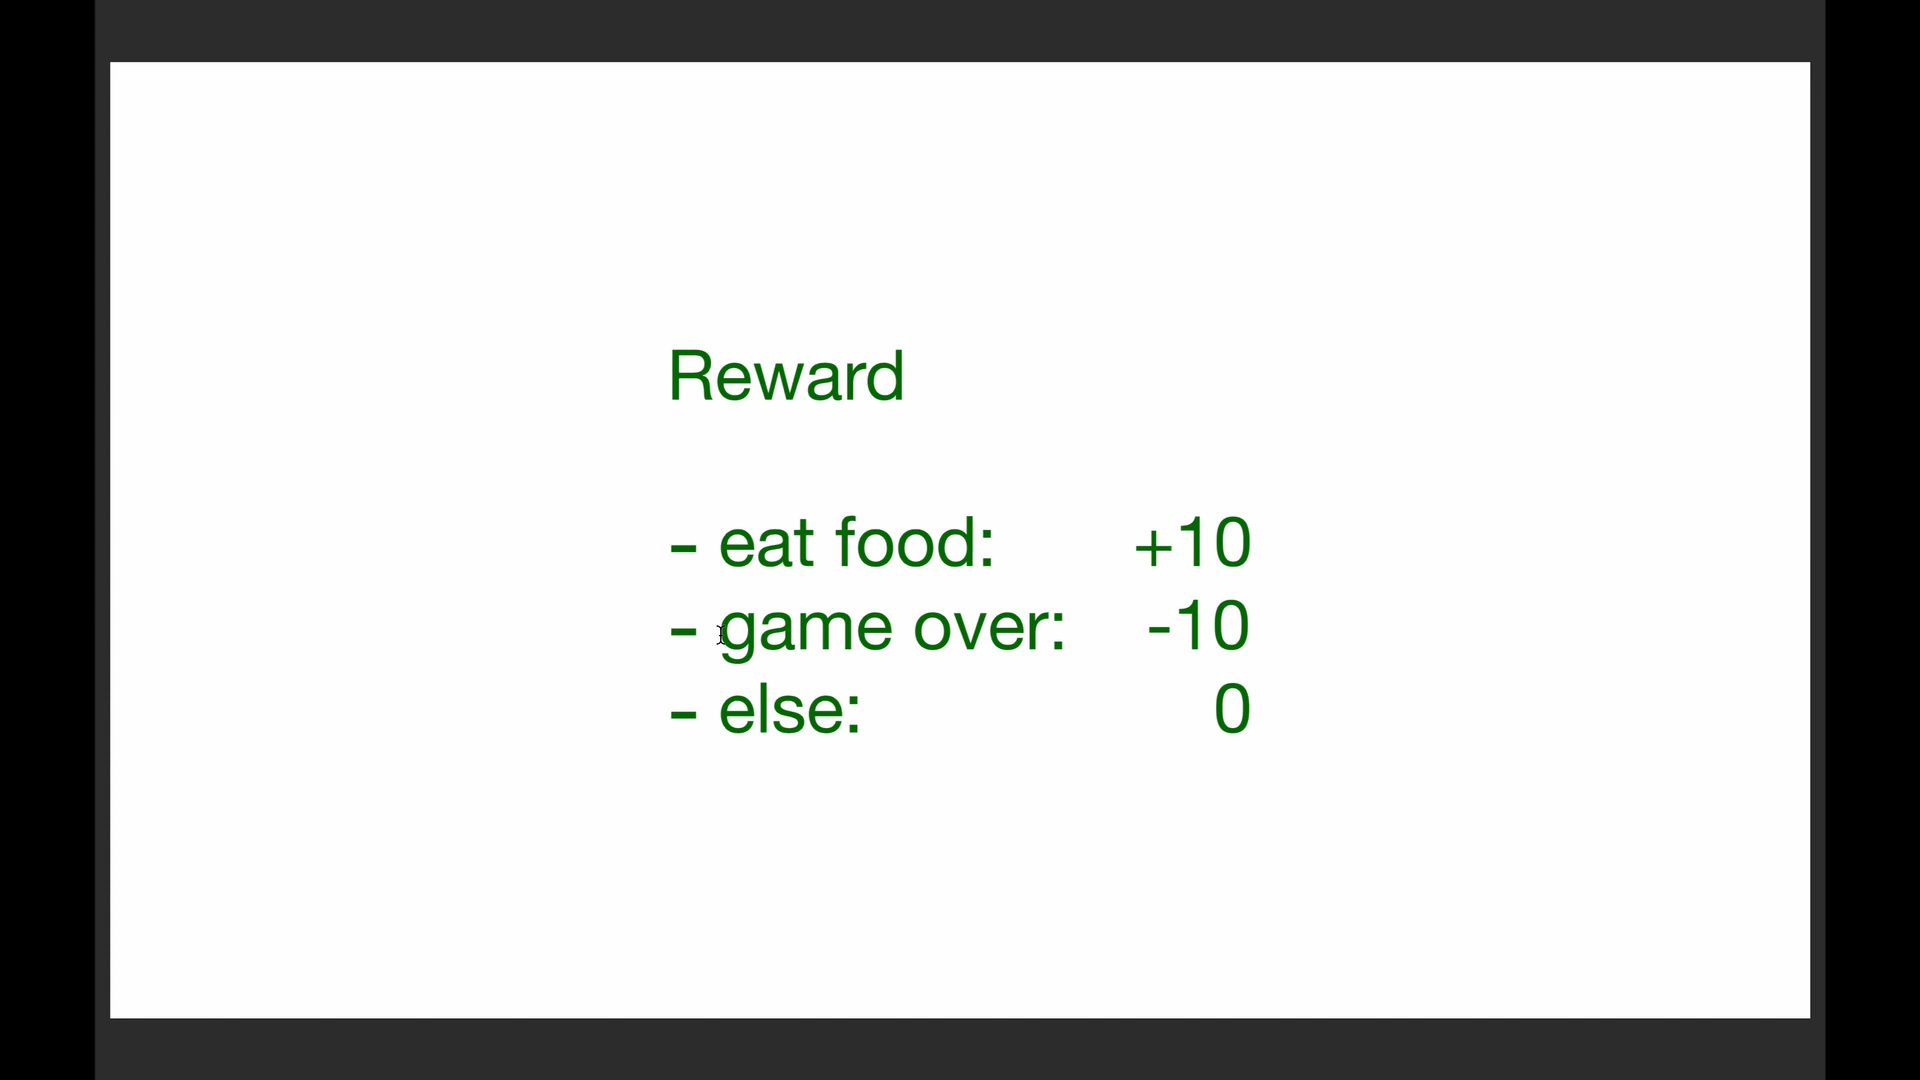 Reward
- eat food: +10
- game over: -10
- else: 0